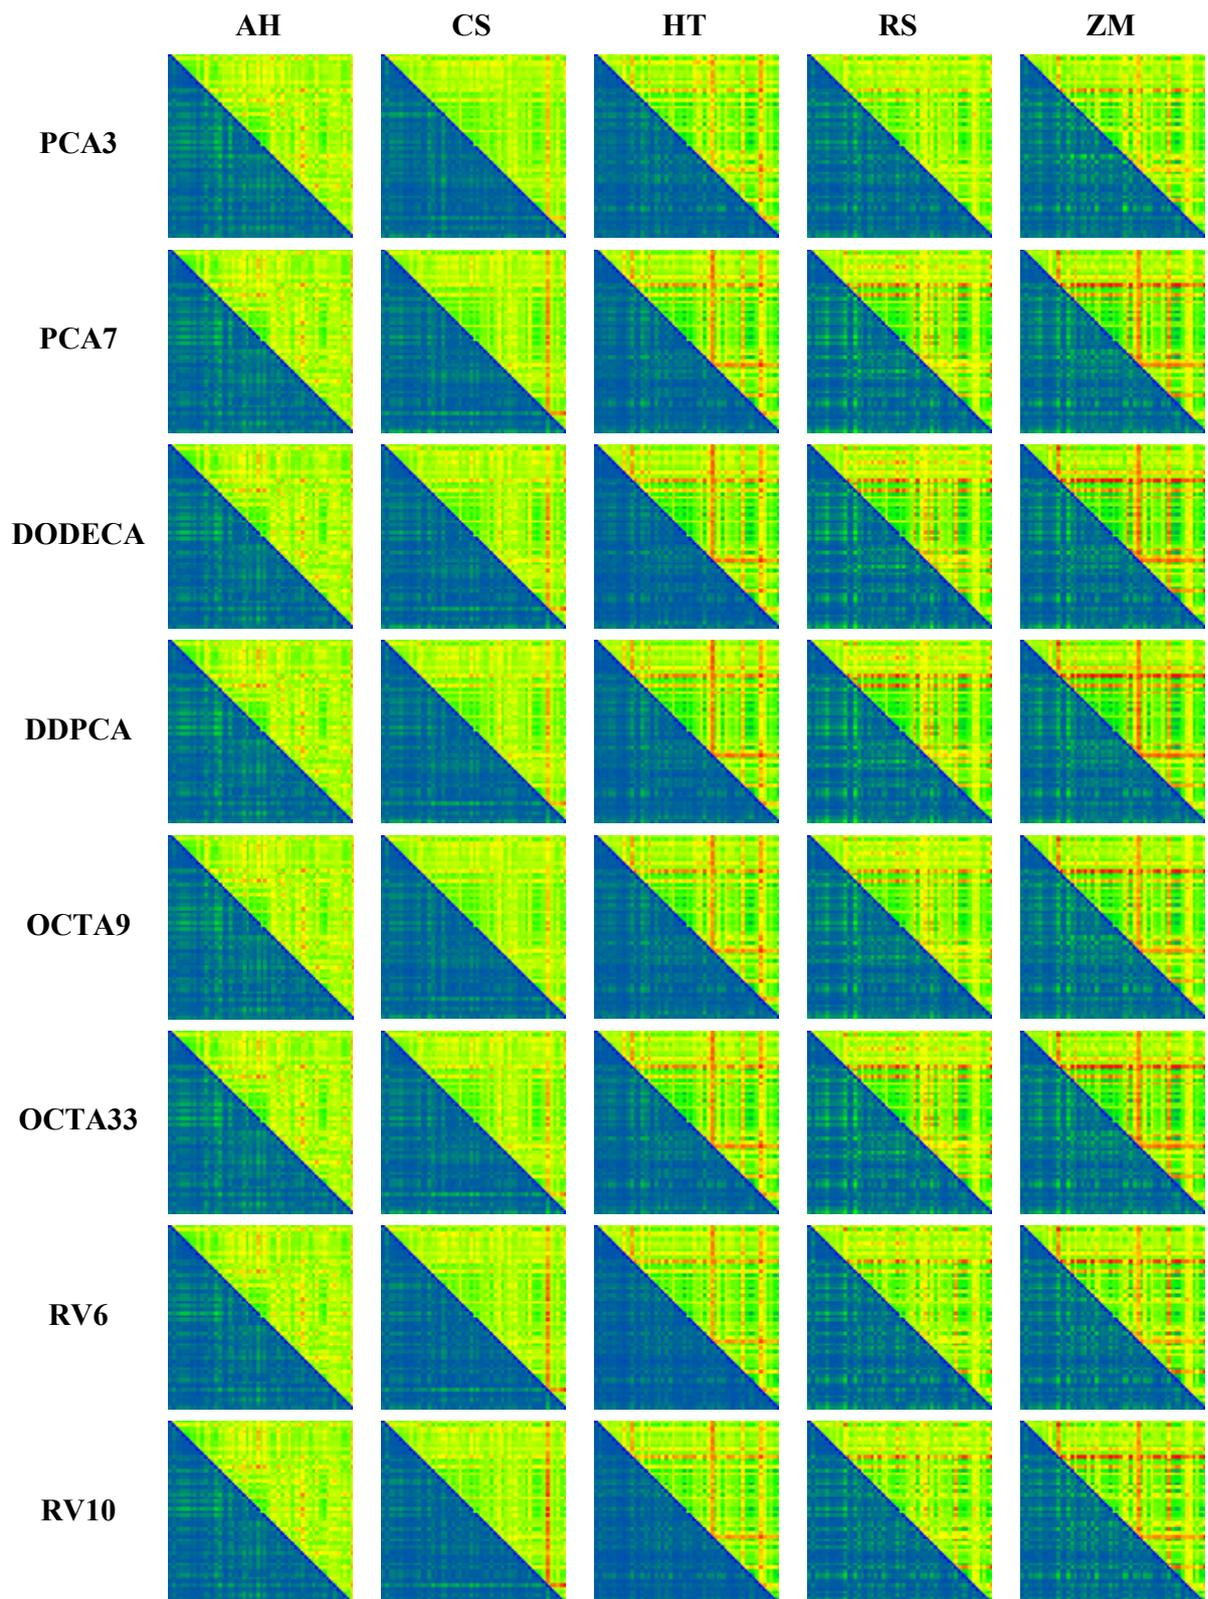 AH CS HT RS ZM
PCA3
PCA7
DODECA
DDPCA
OCTA9
OCTA33
RV6
RV10